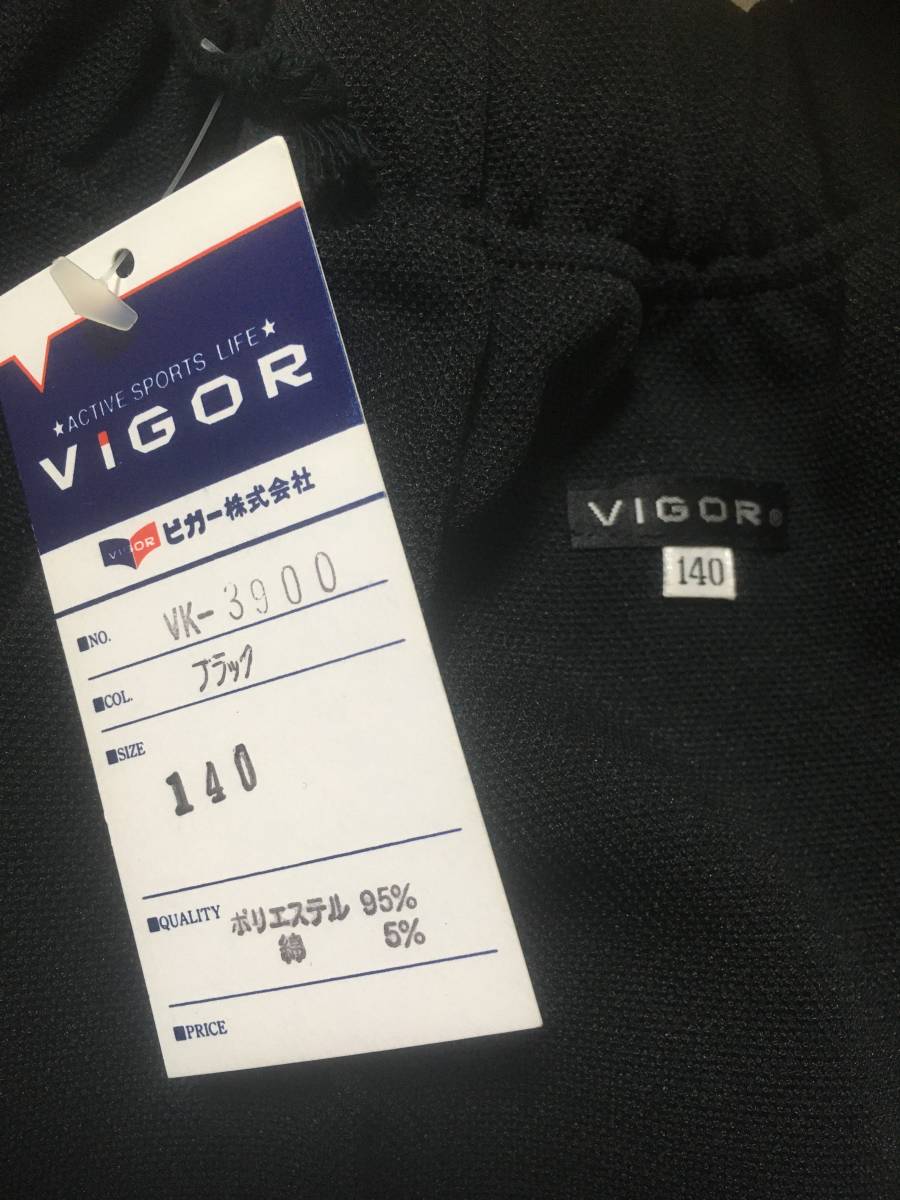 ★ACTIVE SPORTS LIFE★
VIGOR
VIGOR ビガー株式会社
■NO. VK-3900
■COL. ブラック
■SIZE
140
■QUALITY ポリエステル 95%
綿 5%
■PRICE
VIGOR®
140